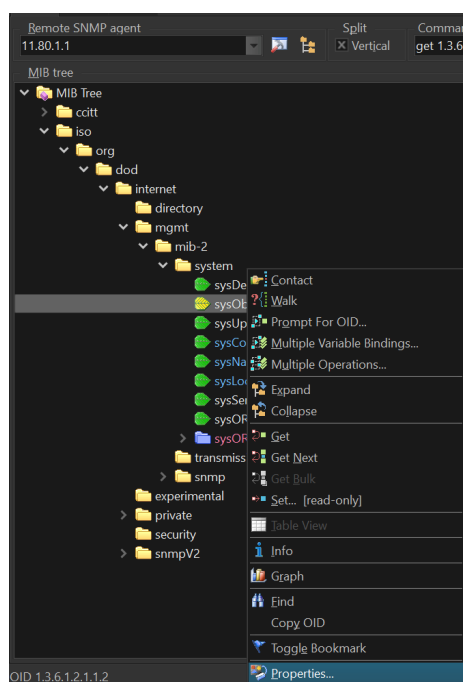 Remote SNMP agent
Split
Comma
11.80.1.1
Vertical
get 1.3.6
MIB tree
MIB Tree
ccitt
iso
org
dod
internet
directory
mgmt
mib-2
system
sysDe
sysOb
sysUp
sysCo
sysNa
sysLoc
sysSer
sysOR
sysOR
transmiss
snmp
experimental
private
security
snmpV2
Contact
Walk
Prompt For OID...
Multiple Variable Bindings...
Multiple Operations...
Expand
Collapse
Get
Get Next
Get Bulk
Set... [read-only]
Table View
Info
Graph
Find
Copy OID
Toggle Bookmark
Properties...
OID 1.3.6.1.2.1.1.2